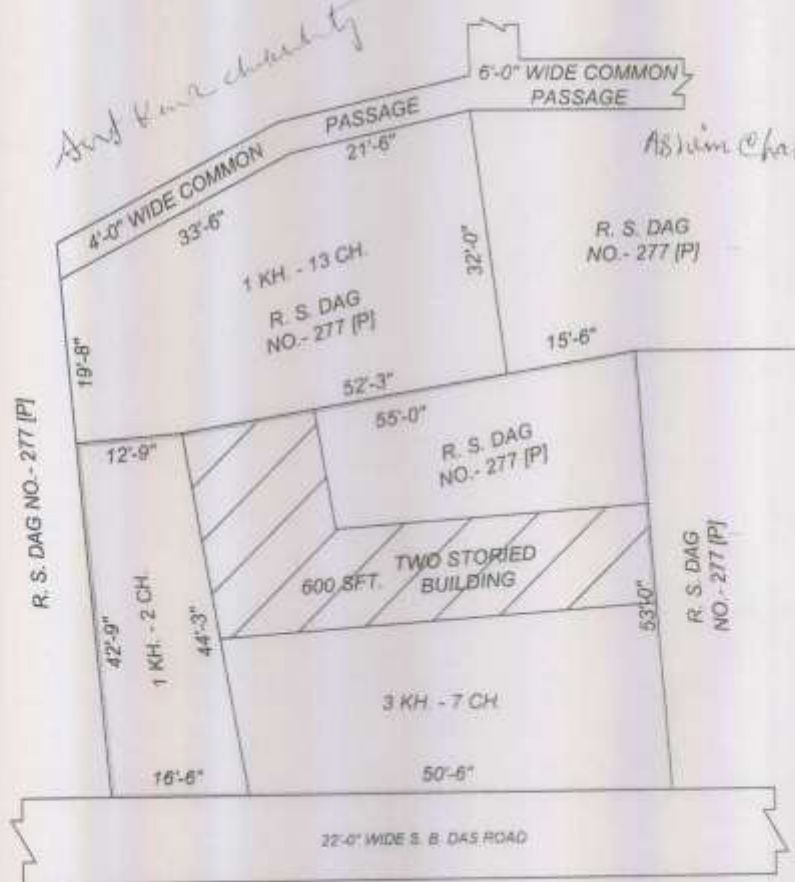 6'-0" WIDE COMMON
PASSAGE
4'-0" WIDE COMMON PASSAGE
21'-6"
33'-6"
Ashim
1 KH. - 13 CH.
R. S. DAG
NO.- 277 [P]
32'-0"
R. S. DAG
NO.- 277 [P]
19'-8"
52'-3"
15'-6"
55'-0"
12'-9"
R. S. DAG
NO.- 277 [P]
R. S. DAG NO.- 277 [P]
42'-9"
1 KH. - 2 CH.
44'-3"
600 SFT.
TWO STORIED
BUILDING
53'-0"
R. S. DAG
NO.- 277 [P]
3 KH. - 7 CH.
16'-6"
50'-6"
22'-0" WIDE S. B. DAS ROAD